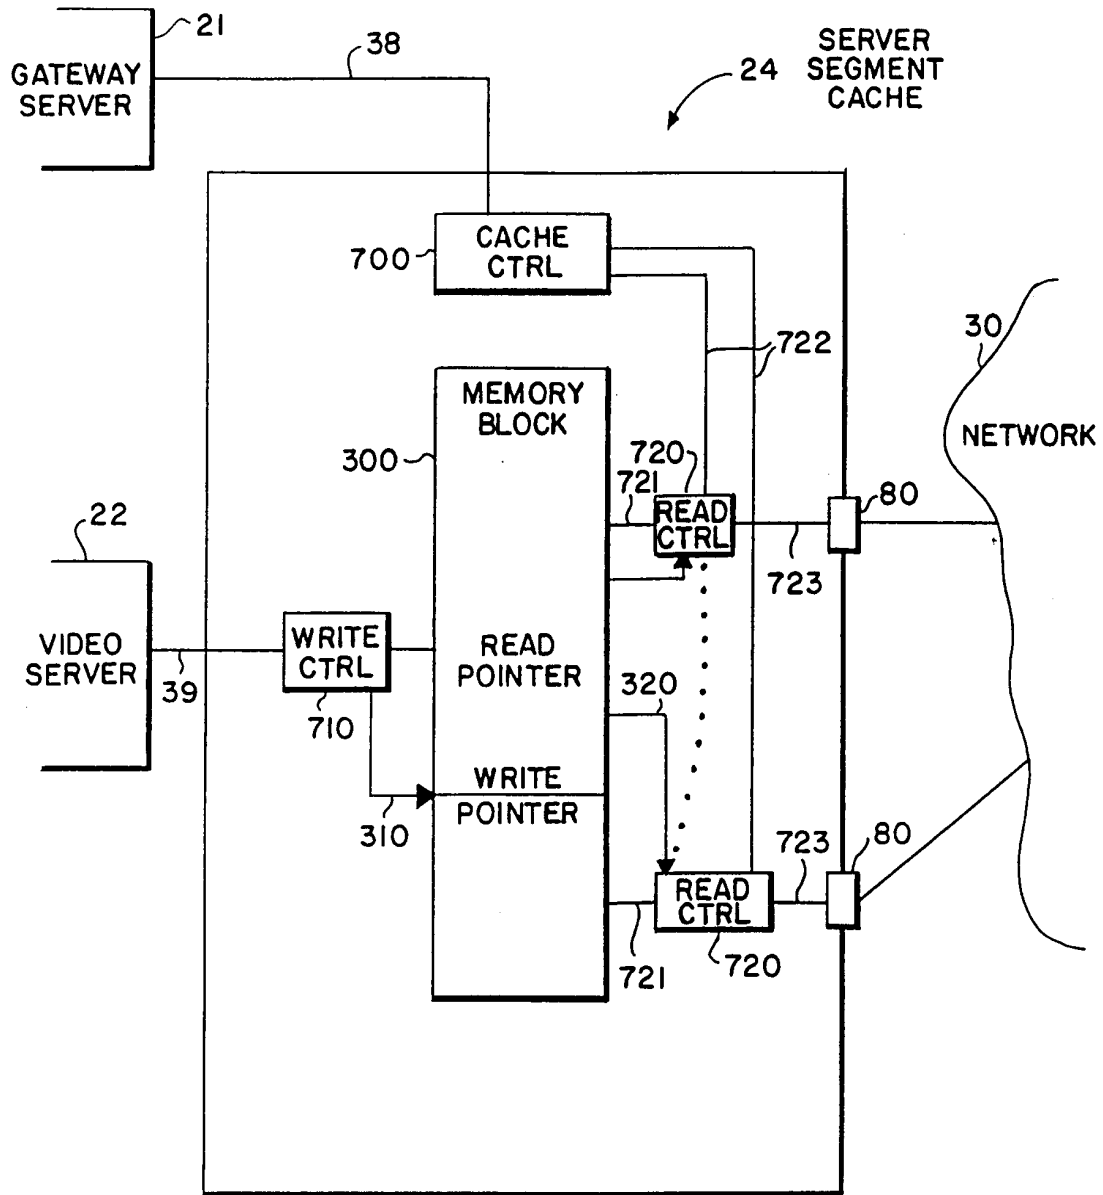 21
GATEWAY
SERVER
38
24
SERVER
SEGMENT
CACHE
700
CACHE
CTRL
722
30
NETWORK
MEMORY
BLOCK
300
720
721
READ
CTRL
80
723
22
VIDEO
SERVER
39
WRITE
CTRL
710
READ
POINTER
320
WRITE
POINTER
310
723
80
READ
CTRL
721
720